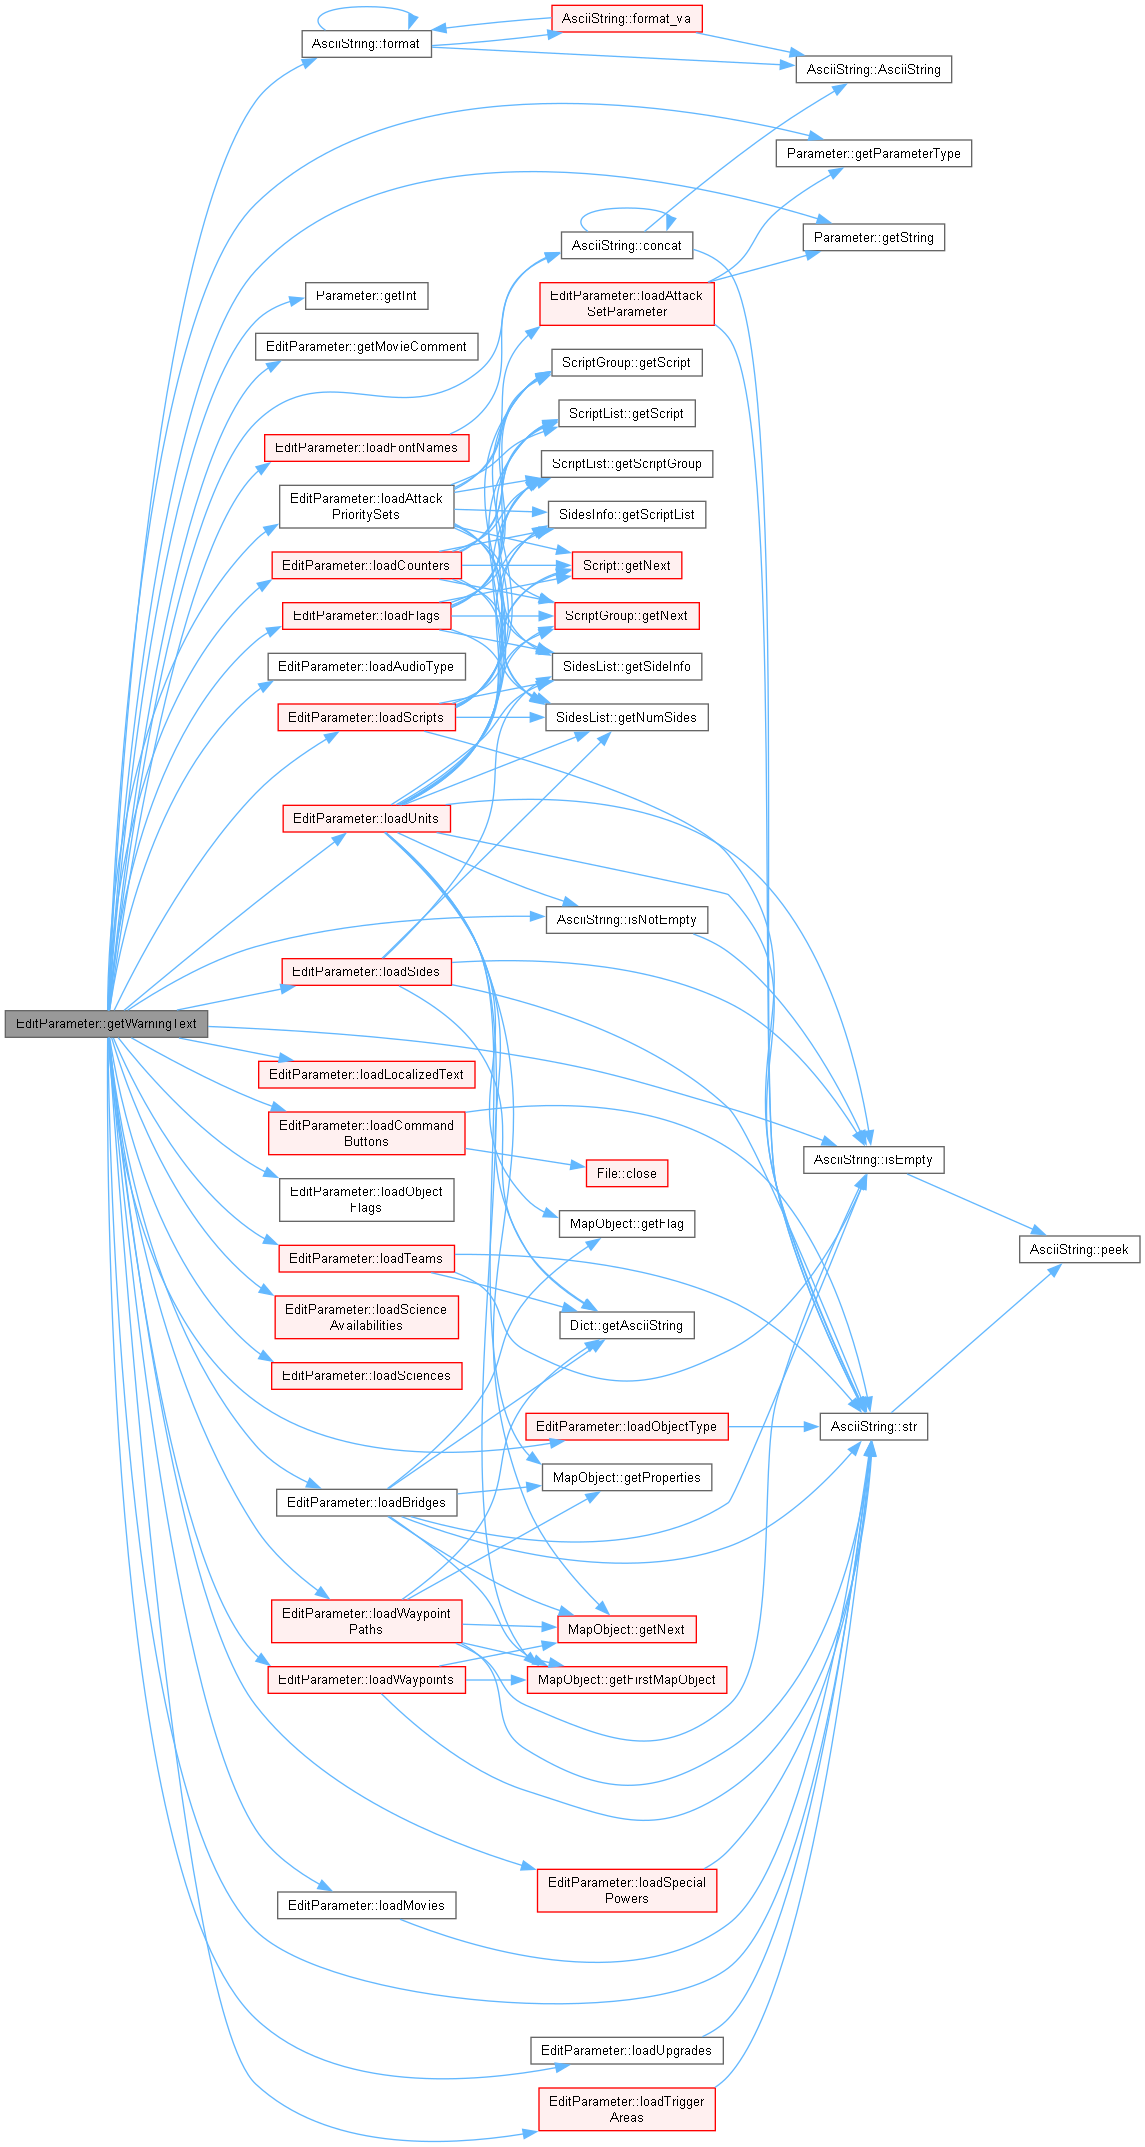 AsciiString::format_va
AsciiString::format
AsciiString::AsciiString
Parameter::getParameterType
Parameter::getString
AsciiString::concat
Parameter::getInt
EditParameter::loadAttack
SetParameter
EditParameter::getMovieComment
ScriptGroup::getScript
ScriptList::getScript
EditParameter::loadFontNames
ScriptList::getScriptGroup
EditParameter::loadAttack
PrioritySets
SidesInfo::getScriptList
EditParameter::loadCounters
Script::getNext
EditParameter::loadFlags
ScriptGroup::getNext
EditParameter::loadAudioType
SidesList::getSideInfo
EditParameter::loadScripts
SidesList::getNumSides
EditParameter::loadUnits
AsciiString::isNotEmpty
EditParameter::loadSides
EditParameter::getWarningText
EditParameter::loadLocalizedText
EditParameter::loadCommand
Buttons
AsciiString::isEmpty
File::close
EditParameter::loadObject
Flags
MapObject::getFlag
AsciiString::peek
EditParameter::loadTeams
EditParameter::loadScience
Availabilities
Dict::getAsciiString
EditParameter::loadSciences
EditParameter::loadObjectType
AsciiString::str
MapObject::getProperties
EditParameter::loadBridges
EditParameter::loadWaypoint
Paths
MapObject::getNext
EditParameter::loadWaypoints
MapObject::getFirstMapObject
EditParameter::loadSpecial
Powers
EditParameter::loadMovies
EditParameter::loadUpgrades
EditParameter::loadTrigger
Areas